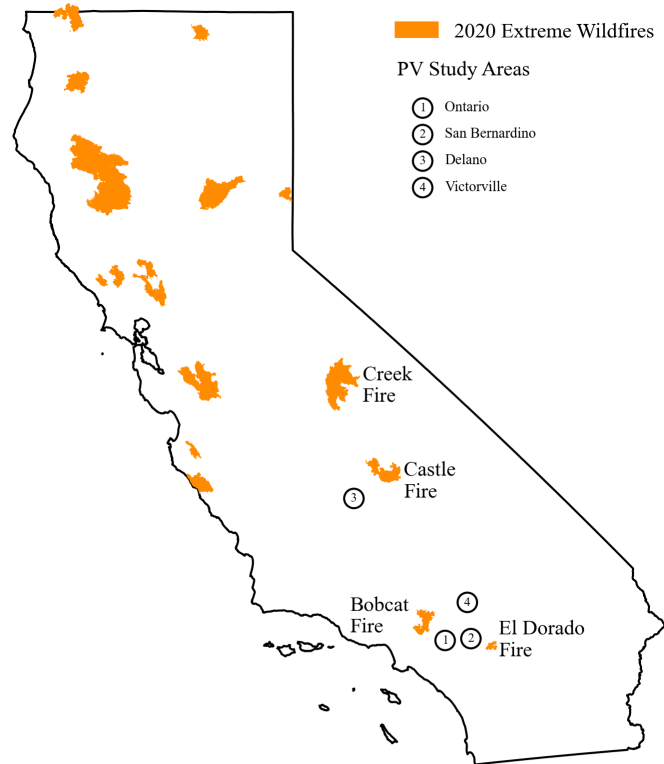 2020 Extreme Wildfires
PV Study Areas
1 Ontario
2 San Bernardino
3 Delano
4 Victorville
Creek
Fire
Castle
Fire
3
4
Bobcat
Fire
1
2
El Dorado
Fire